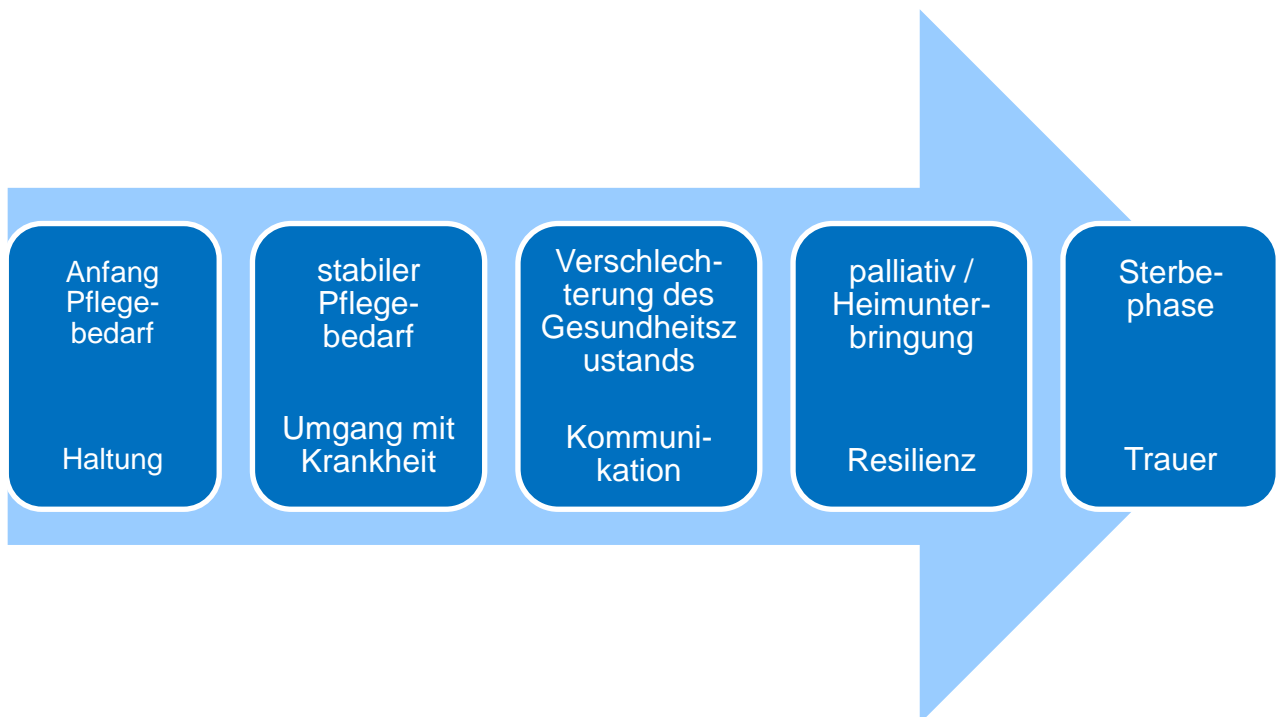 Anfang
Pflege-
bedarf
Haltung
stabiler
Pflege-
bedarf
Umgang mit
Krankheit
Verschlech-
terung des
Gesundheitsz
ustands
Kommuni-
kation
palliativ /
Heimunter-
bringung
Resilienz
Sterbe-
phase
Trauer